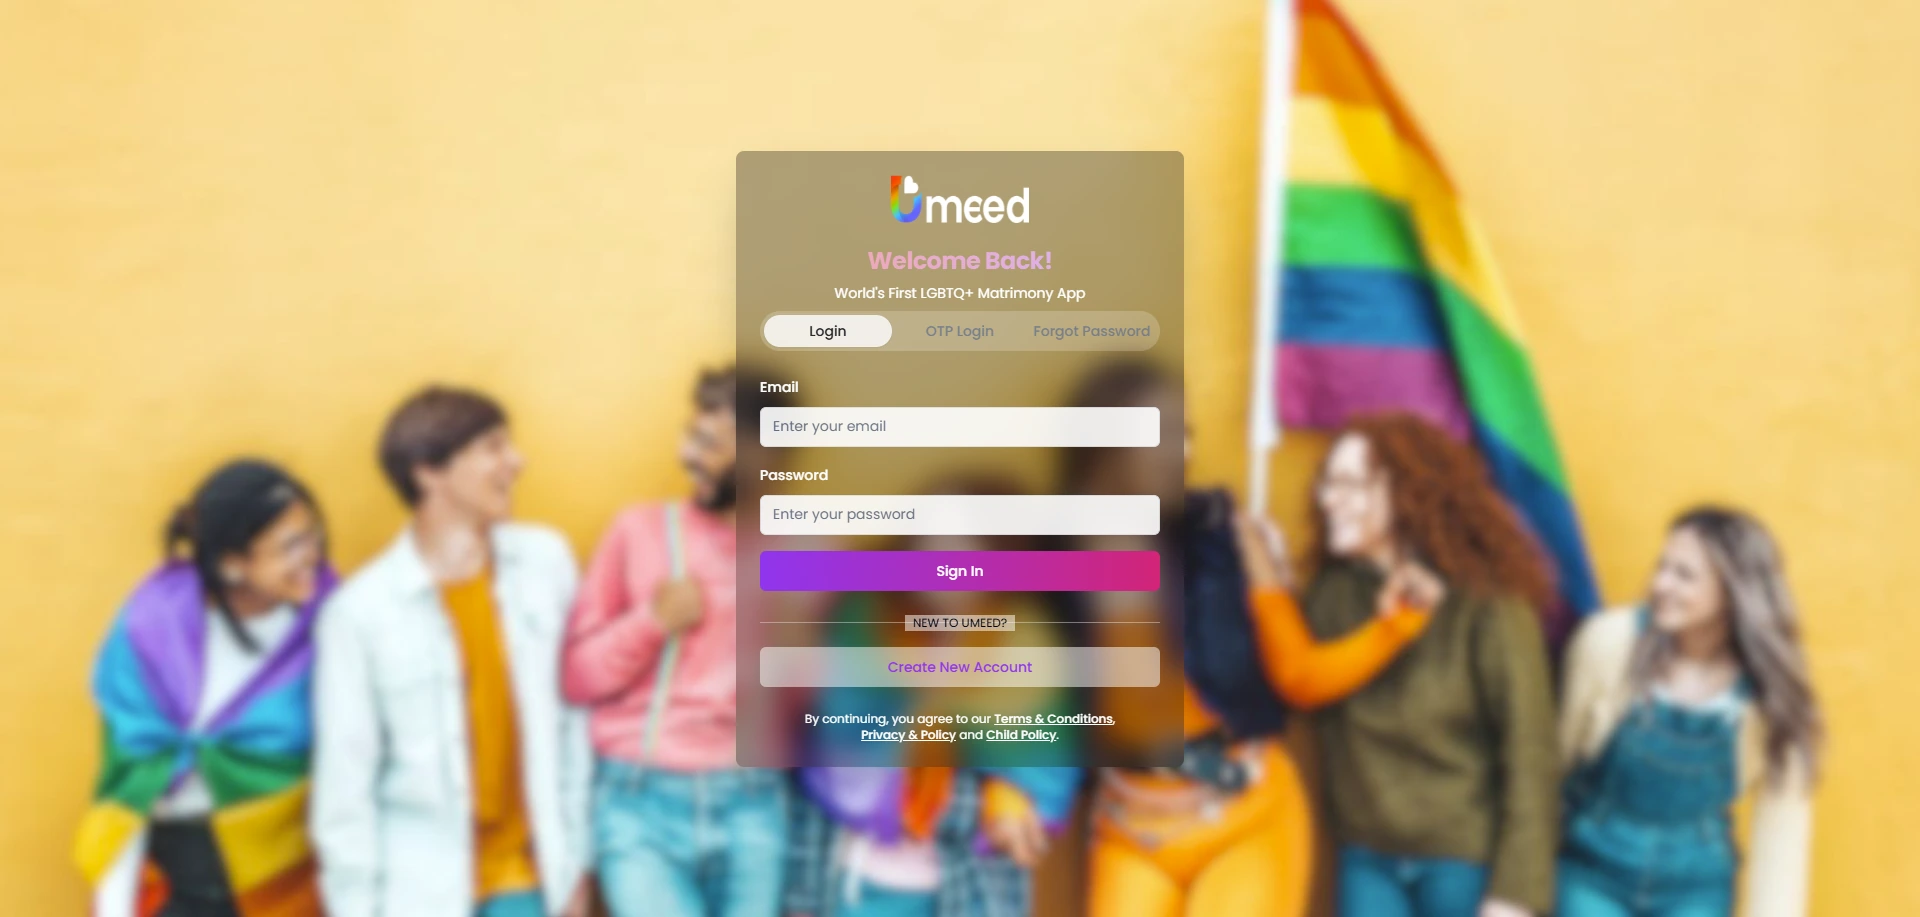 Umeed
Welcome Back!
World's First LGBTQ+ Matrimony App
Login
OTP Login
Forgot Password
Email
Enter your email
Password
Enter your password
Sign In
NEW TO UMEED?
Create New Account
By continuing, you agree to our Terms & Conditions,
Privacy & Policy and Child Policy.